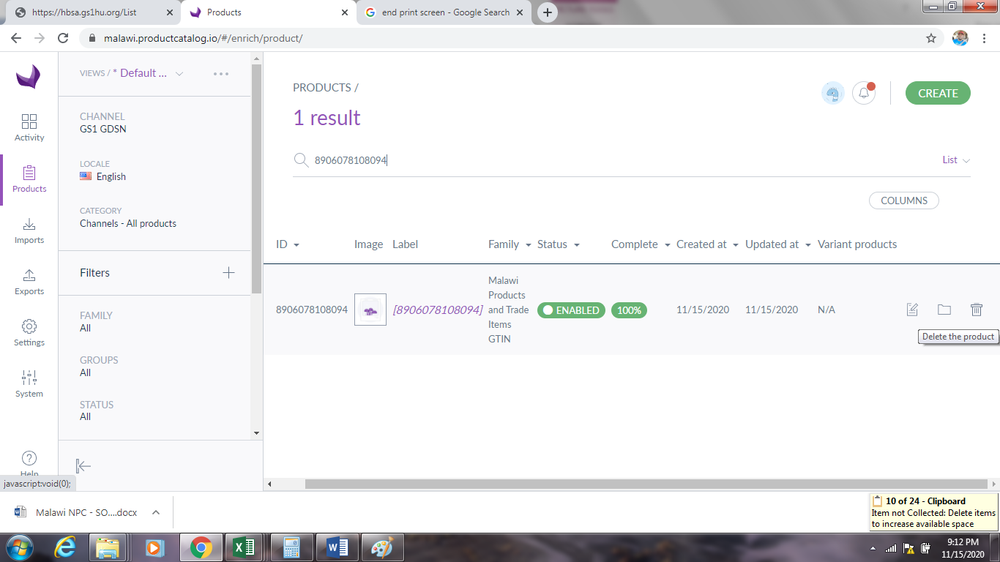 https://hbsa.gs1hu.org/List
Products
end print screen - Google Search
malawi.productcatalog.io/#/enrich/product/
Activity
Products
Imports
Exports
Settings
System
Help
javascript:void(0);
VIEWS / * Default ...
CHANNEL
GS1 GDSN
LOCALE
English
CATEGORY
Channels - All products
Filters
FAMILY
All
GROUPS
All
STATUS
All
PRODUCTS /
CREATE
1 result
8906078108094
List
COLUMNS
ID Image Label Family Status Complete Created at Updated at Variant products
8906078108094 [8906078108094] Malawi
Products
and Trade
Items
GTIN
ENABLED 100% 11/15/2020 11/15/2020 N/A
Delete the product
Malawi NPC - SO....docx
10 of 24 - Clipboard
Item not Collected: Delete items
to increase available space
9:12 PM
11/15/2020